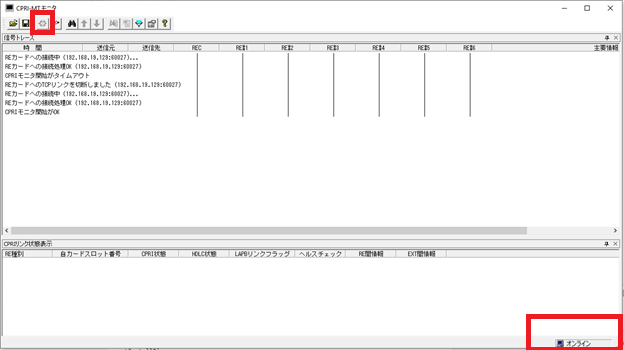 CPRI-MTモニタ
信号トレース
時 間 送信元 送信先 REC RE#1 RE#2 RE#3 RE#4 RE#5 RE#6 主要情報
REカードへの接続中 (192.168.19.129:60027)...
REカードへの接続処理OK (192.168.19.129:60027)
CPRIモニタ開始がタイムアウト
REカードへのTCPリンクを切断しました (192.168.19.129:60027)
REカードへの接続中 (192.168.19.129:60027)...
REカードへの接続処理OK (192.168.19.129:60027)
CPRIモニタ開始がOK
CPRIリンク状態表示
RE種別 自カードスロット番号 CPRI状態 HDLC状態 LAPBリンクフラッグ ヘルスチェック RE間情報 EXT間情報
オンライン